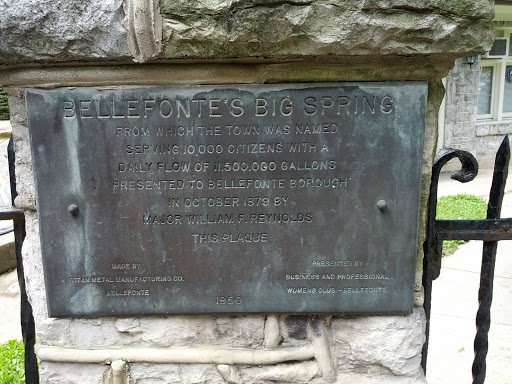 BELLEFONTE'S BIG SPRING
FROM WHICH THE TOWN WAS NAMED
SERVING 10,000 CITIZENS WITH A
DAILY FLOW OF 11,500,000 GALLONS
PRESENTED TO BELLEFONTE BOROUGH
IN OCTOBER 1879 BY
MAJOR WILLIAM F. REYNOLDS
THIS PLAQUE
MADE BY
TITAN METAL MANUFACTURING CO.
BELLEFONTE
PRESENTED BY
BUSINESS AND PROFESSIONAL
WOMENS CLUB - BELLEFONTE